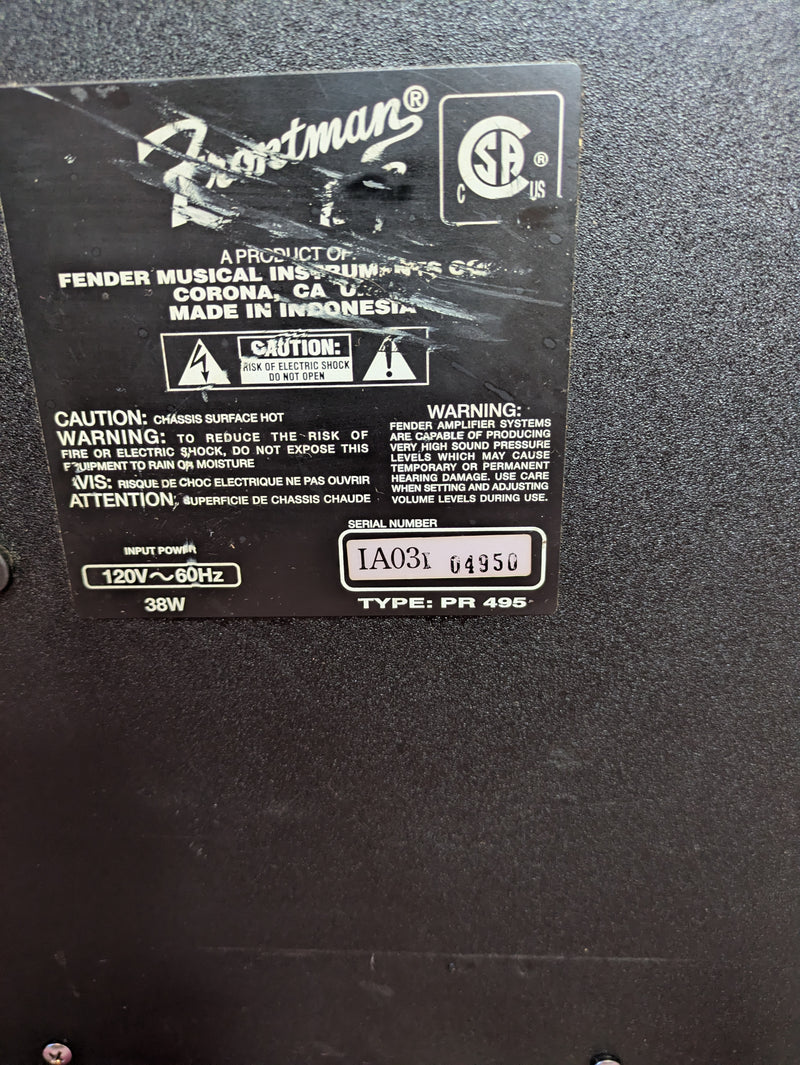 Frontman®
CSA ®
C US
A PRODUCT OF:
FENDER MUSICAL INSTRUMENTS
CORONA, CA
MADE IN INDONESIA
CAUTION:
RISK OF ELECTRIC SHOCK
DO NOT OPEN
CAUTION: CHASSIS SURFACE HOT
WARNING: TO REDUCE THE RISK OF
FIRE OR ELECTRIC SHOCK, DO NOT EXPOSE THIS
EQUIPMENT TO RAIN OR MOISTURE
AVIS: RISQUE DE CHOC ELECTRIQUE NE PAS OUVRIR
ATTENTION: SUPERFICIE DE CHASSIS CHAUDE
WARNING:
FENDER AMPLIFIER SYSTEMS
ARE CAPABLE OF PRODUCING
VERY HIGH SOUND PRESSURE
LEVELS WHICH MAY CAUSE
TEMPORARY OR PERMANENT
HEARING DAMAGE. USE CARE
WHEN SETTING AND ADJUSTING
VOLUME LEVELS DURING USE.
INPUT POWER
120V~60Hz
38W
SERIAL NUMBER
IA03I 04950
TYPE: PR 495